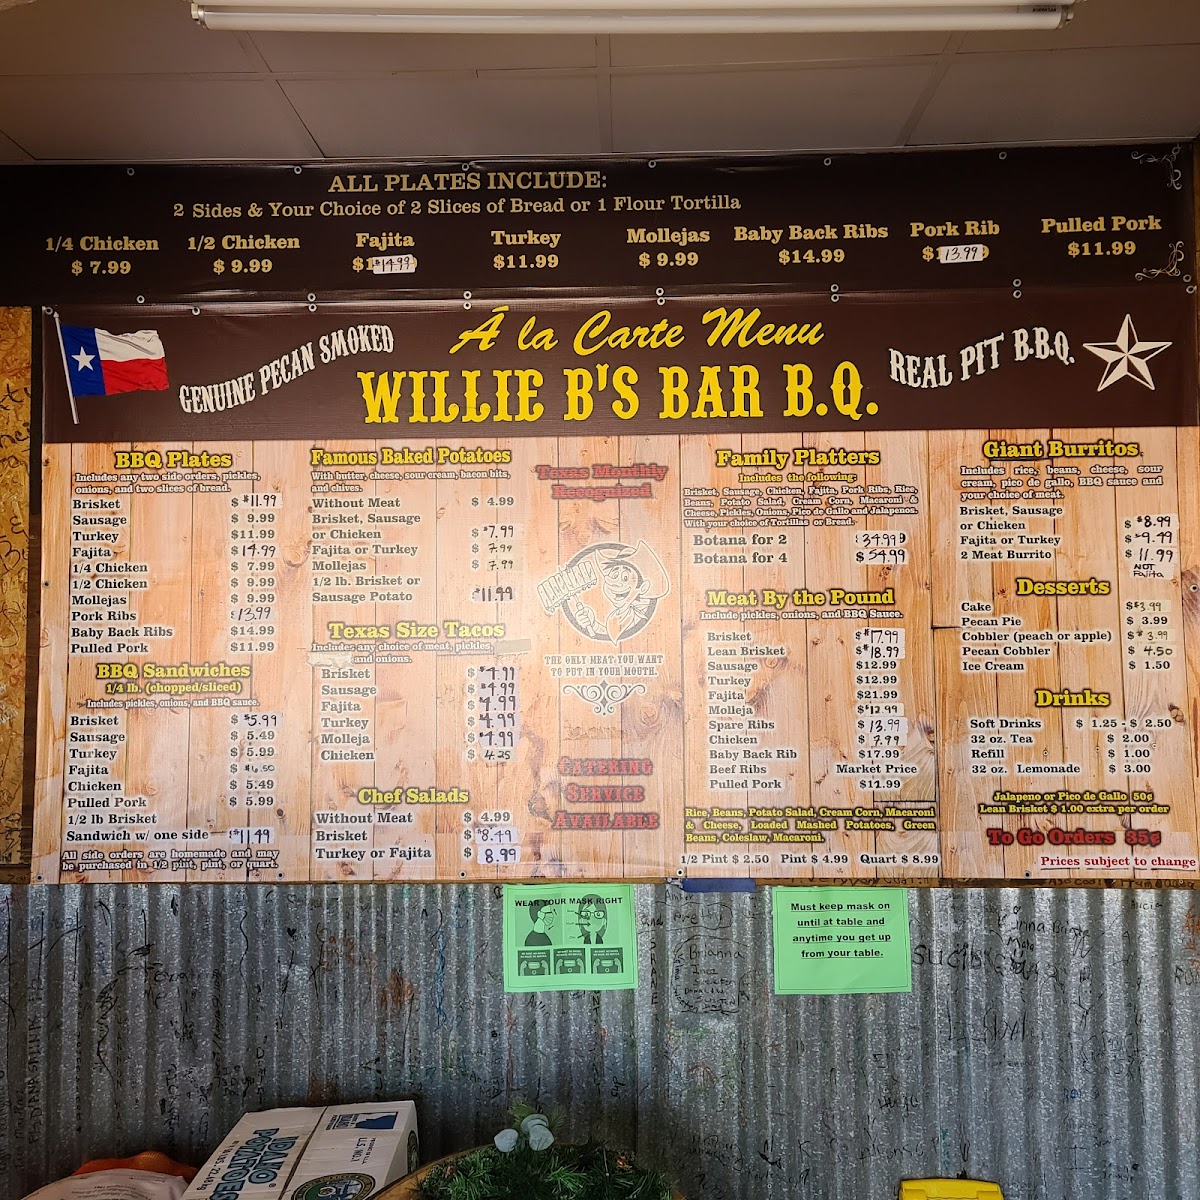 ALL PLATES INCLUDE:
2 Sides & Your Choice of 2 Slices of Bread or 1 Flour Tortilla
1/4 Chicken
$ 7.99
1/2 Chicken
$ 9.99
Fajita
$14.99
Turkey
$11.99
Mollejas
$ 9.99
Baby Back Ribs
$14.99
Pork Rib
$13.99
Pulled Pork
$11.99
GENUINE PECAN SMOKED
Á la Carte Menu
WILLIE B'S BAR B.Q.
REAL PIT B.B.Q.
BBQ Plates
Includes any two side orders, pickles,
onions, and two slices of bread.
Brisket $ $11.99
Sausage $ 9.99
Turkey $11.99
Fajita $ 14.99
1/4 Chicken $ 7.99
1/2 Chicken $ 9.99
Mollejas $ 9.99
Pork Ribs 13.99
Baby Back Ribs $14.99
Pulled Pork $11.99
BBQ Sandwiches
1/4 lb. (chopped/sliced)
Includes pickles, onions, and BBQ sauce.
Brisket $ $5.99
Sausage $ 5.49
Turkey $ 5.99
Fajita $ $6.50
Chicken $ 5.49
Pulled Pork $ 5.99
1/2 lb Brisket
Sandwich w/ one side $11.49
All side orders are homemade and may
be purchased in 1/2 pint, pint, or quart.
Famous Baked Potatoes
With butter, cheese, sour cream, bacon bits,
and chives.
Without Meat $ 4.99
Brisket, Sausage
or Chicken $ $7.99
Fajita or Turkey $ 7.99
Mollejas $ 7.99
1/2 lb. Brisket or
Sausage Potato $11.99
Texas Size Tacos
Includes any choice of meat, pickles,
and onions.
Brisket $ $4.99
Sausage $ $4.99
Fajita $ $4.99
Turkey $ 4.99
Molleja $ $4.99
Chicken $ 4.25
Chef Salads
Without Meat $ 4.99
Brisket $ $8.49
Turkey or Fajita $ 8.99
Texas Monthly
Recognized
THE ONLY MEAT YOU WANT
TO PUT IN YOUR MOUTH.
Catering
Service
Available
Family Platters
Includes the following:
Brisket, Sausage, Chicken, Fajita, Pork Ribs, Rice,
Beans, Potato Salad, Cream Corn, Macaroni &
Cheese, Pickles, Onions, Pico de Gallo and Jalapenos.
With your choice of Tortillas or Bread.
Botana for 2 34.99
Botana for 4 $ 54.99
Meat By the Pound
Include pickles, onions, and BBQ Sauce.
Brisket $ $17.99
Lean Brisket $ $18.99
Sausage $12.99
Turkey $12.99
Fajita $21.99
Molleja $12.99
Spare Ribs $ 13.99
Chicken $ 7.99
Baby Back Rib $17.99
Beef Ribs Market Price
Pulled Pork $11.99
Rice, Beans, Potato Salad, Cream Corn, Macaroni
& Cheese, Loaded Mashed Potatoes, Green
Beans, Coleslaw, Macaroni.
1/2 Pint $ 2.50 Pint $ 4.99 Quart $ 8.99
Giant Burritos
Includes rice, beans, cheese, sour
cream, pico de gallo, BBQ sauce and
your choice of meat.
Brisket, Sausage
or Chicken $ $8.99
Fajita or Turkey $ $9.49
2 Meat Burrito $ 11.99
NOT
Fajita
Desserts
Cake $ $3.99
Pecan Pie $ 3.99
Cobbler (peach or apple) $ $3.99
Pecan Cobbler $ 4.50
Ice Cream $ 1.50
Drinks
Soft Drinks $ 1.25 - $ 2.50
32 oz. Tea $ 2.00
Refill $ 1.00
32 oz. Lemonade $ 3.00
Jalapeno or Pico de Gallo 50¢
Lean Brisket $ 1.00 extra per order
To Go Orders 35¢
Prices subject to change
WEAR YOUR MASK RIGHT
Must keep mask on
until at table and
anytime you get up
from your table.
Brianna
IDAHO
POTATOES